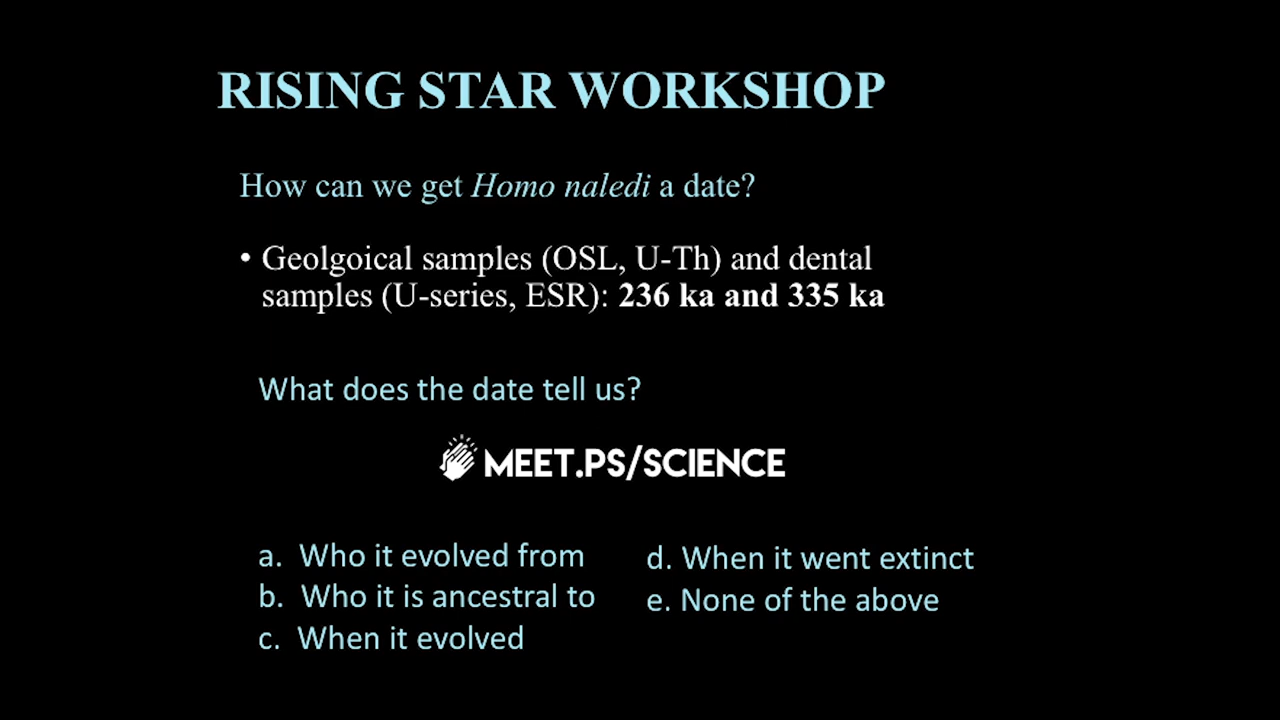 RISING STAR WORKSHOP
How can we get Homo naledi a date?
• Geolgoical samples (OSL, U-Th) and dental
samples (U-series, ESR): 236 ka and 335 ka
What does the date tell us?
MEET.PS/SCIENCE
a. Who it evolved from
b. Who it is ancestral to
c. When it evolved
d. When it went extinct
e. None of the above